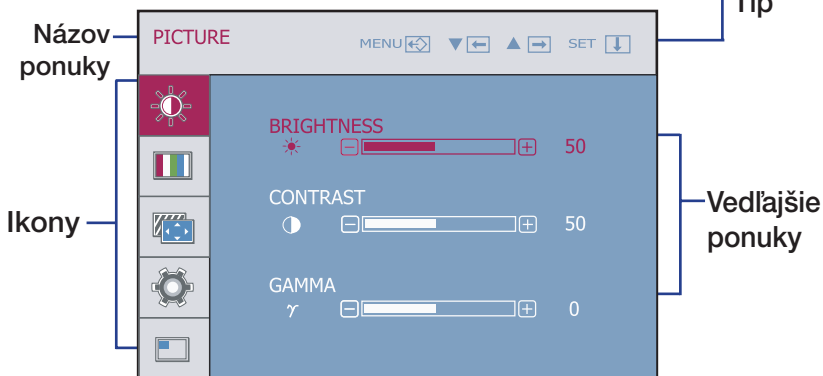 Tip
Názov
ponuky
PICTURE MENU SET
BRIGHTNESS
50
CONTRAST
50
GAMMA
γ 0
Ikony
Vedľajšie
ponuky